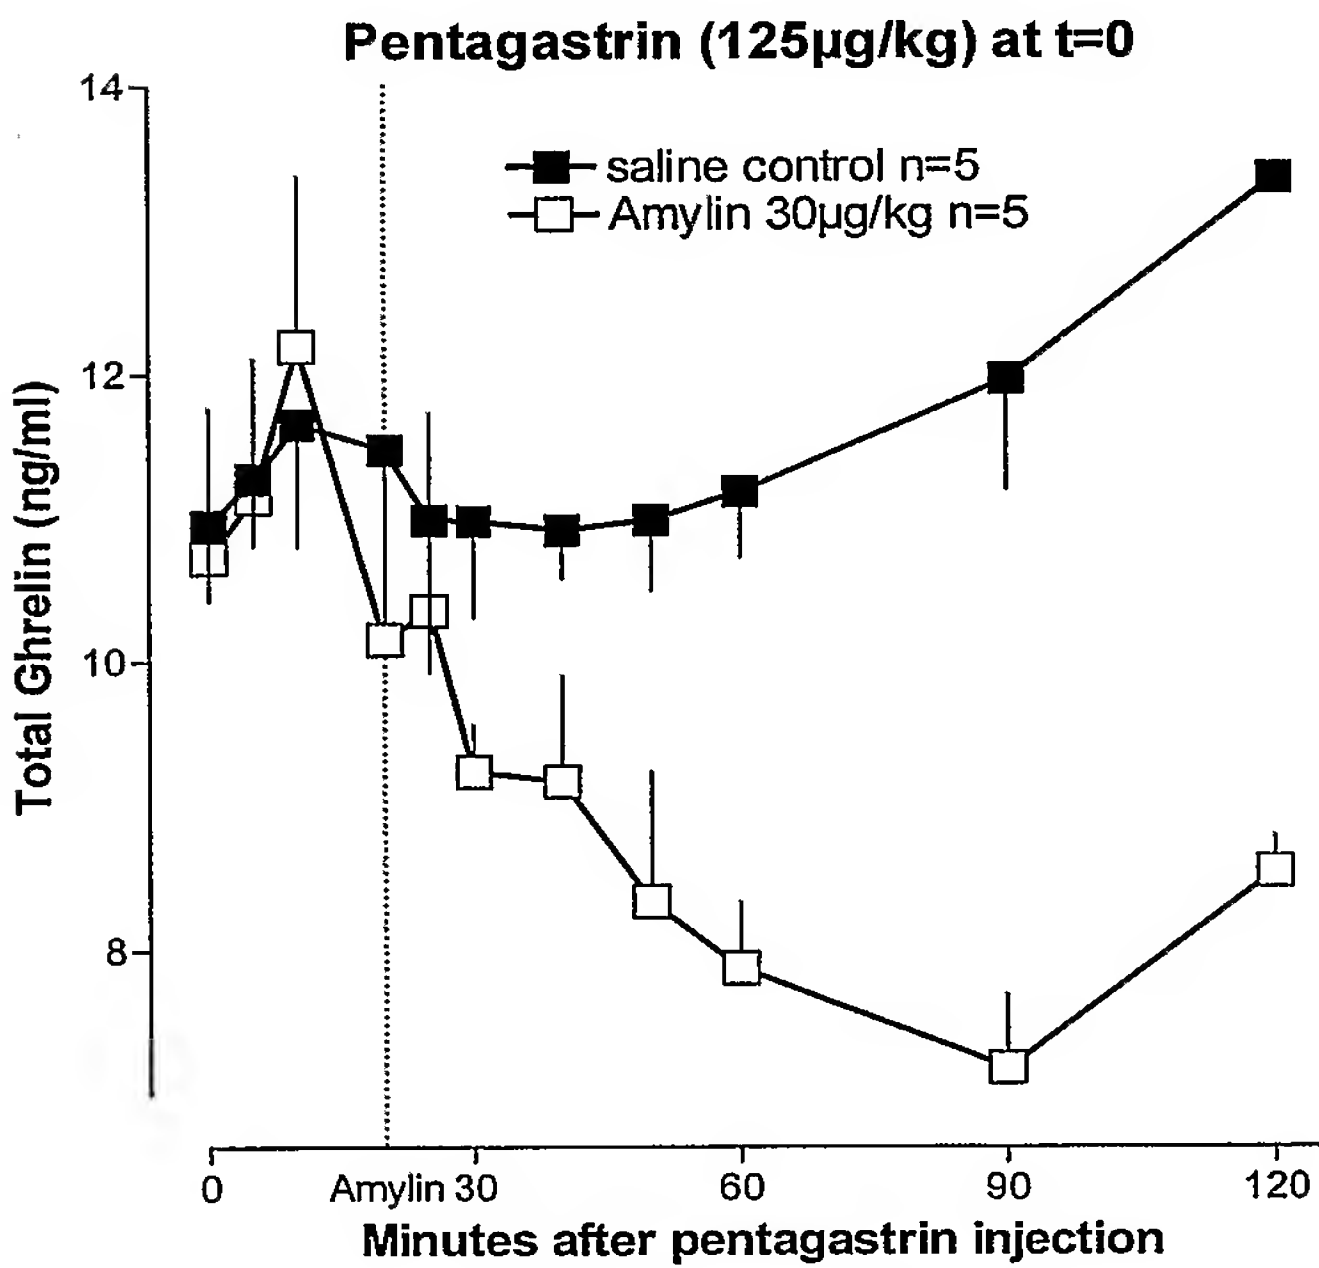 Pentagastrin (125µg/kg) at t=0
14
saline control n=5
Amylin 30µg/kg n=5
12
10
8
Total Ghrelin (ng/ml)
0 Amylin 30 60 90 120
Minutes after pentagastrin injection